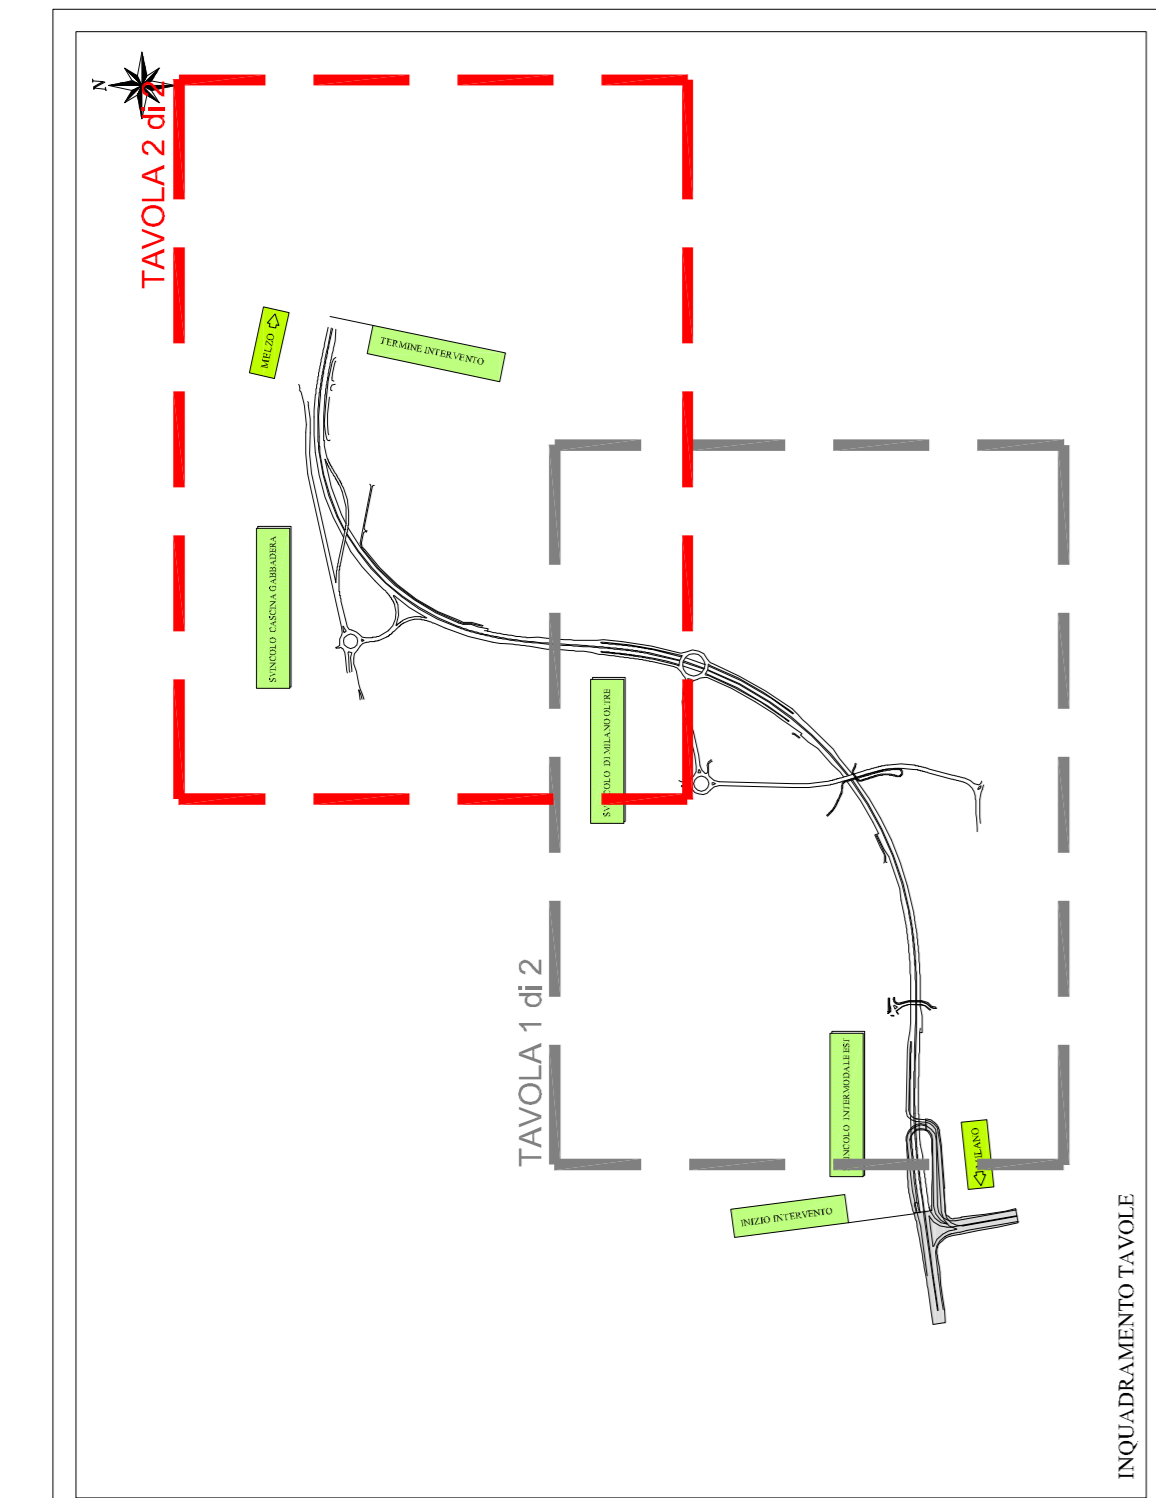 N
TAVOLA 2 di 2
MELZO
TERMINE INTERVENTO
SVINCOLO CASCINA GABBADERA
SVINCOLO DI MILANO OLTRE
TAVOLA 1 di 2
SVINCOLO INTERMODALE EST
MILANO
INIZIO INTERVENTO
INQUADRAMENTO TAVOLE